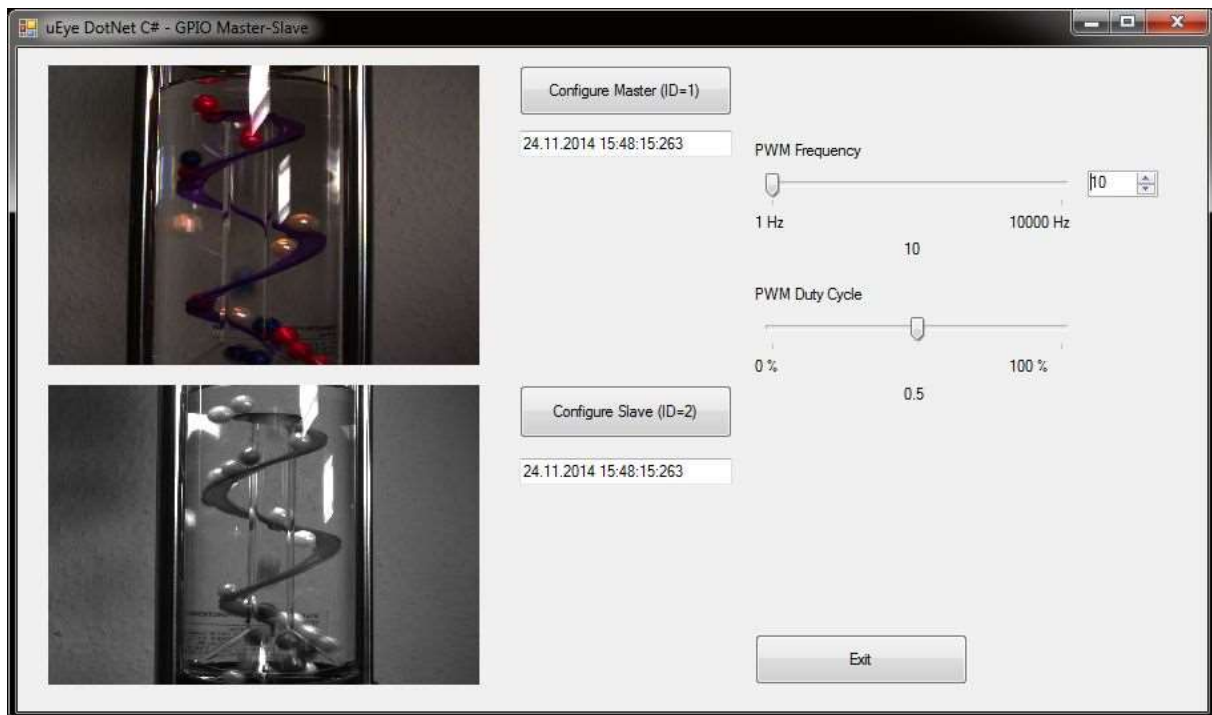 uEye DotNet C# - GPIO Master-Slave
Configure Master (ID=1)
24.11.2014 15:48:15:263
PWM Frequency
10
1 Hz
10000 Hz
10
PWM Duty Cycle
0 %
100 %
0.5
Configure Slave (ID=2)
24.11.2014 15:48:15:263
Exit